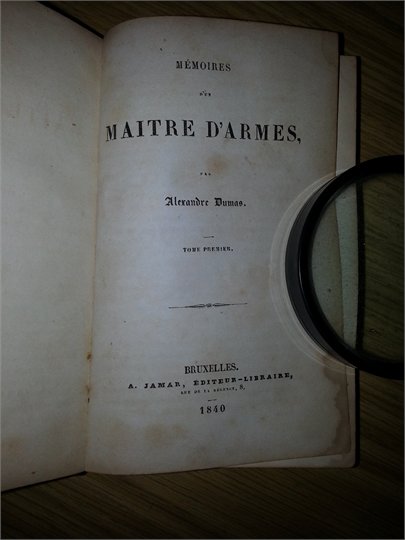 MÉMOIRES
D'UN
MAITRE D'ARMES,
PAR
Alexandre Dumas.
TOME PREMIER.
BRUXELLES.
A. JAMAR, ÉDITEUR-LIBRAIRE,
RUE DE LA RÉGENCE, 8.
1840